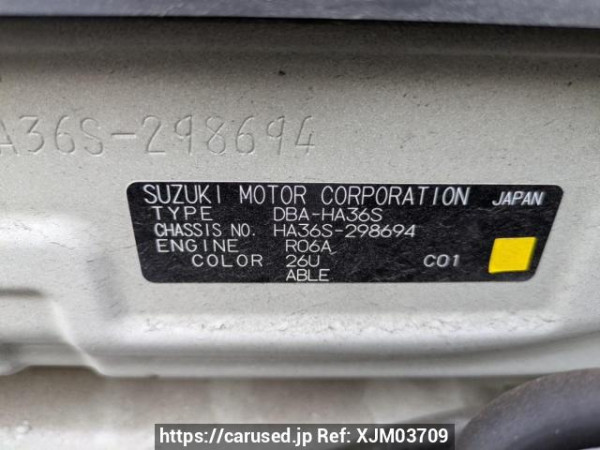 A36S-298694
SUZUKI MOTOR CORPORATION JAPAN
TYPE DBA-HA36S
CHASSIS NO. HA36S-298694
ENGINE R06A
COLOR 26U C01
ABLE
https://carused.jp Ref: XJM03709